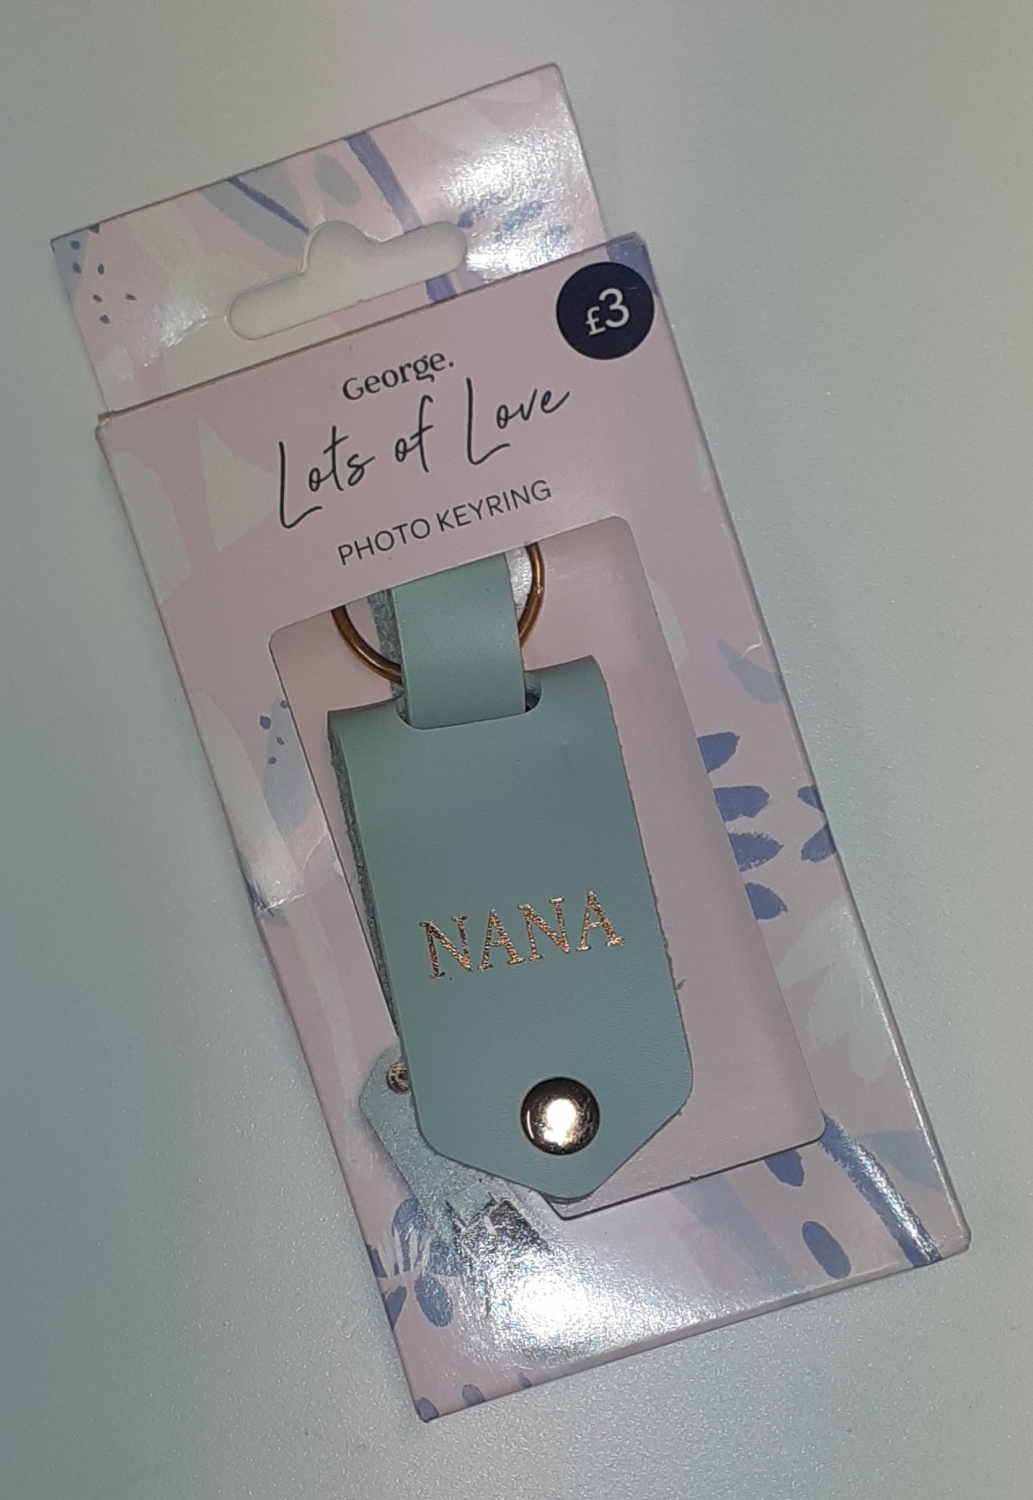 £3
George.
Lots of Love
PHOTO KEYRING
NANA